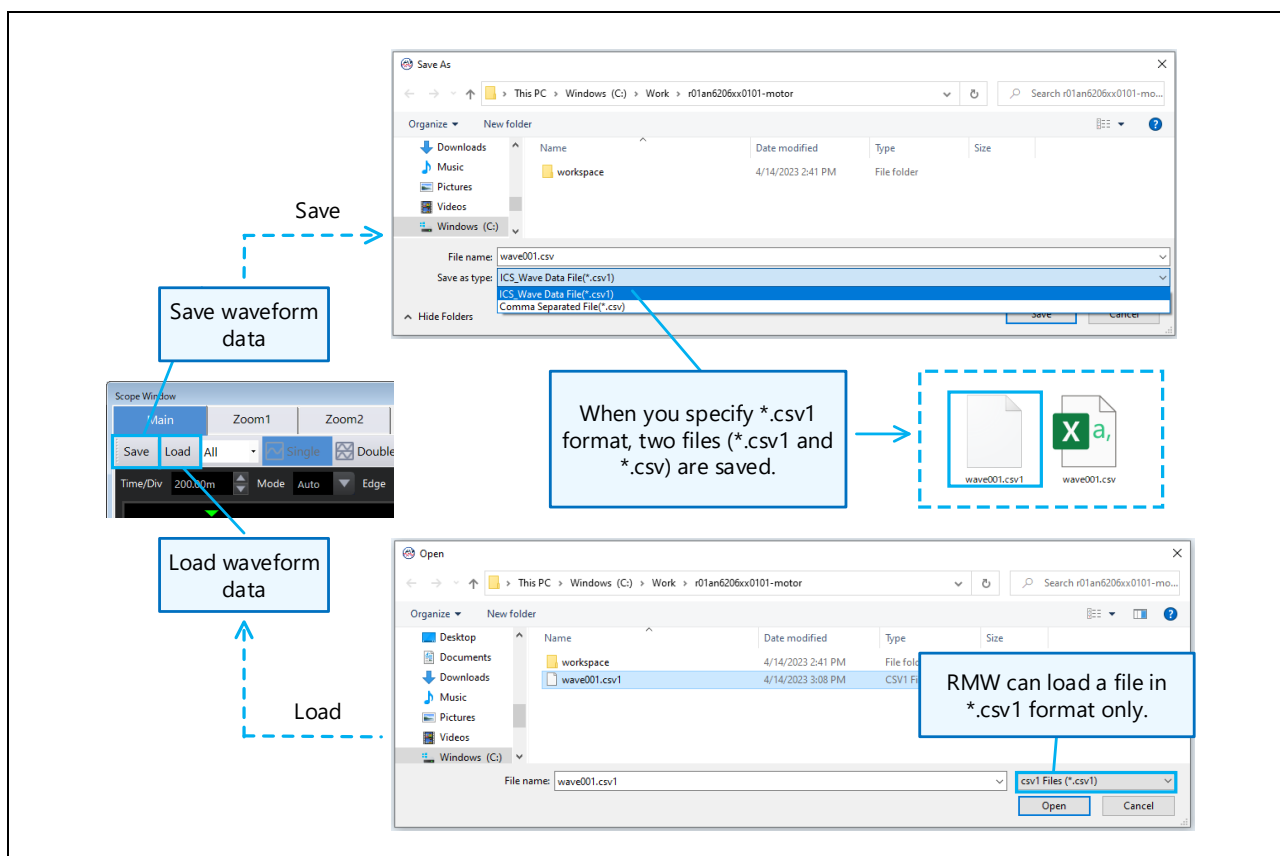 Save As
This PC > Windows (C:) > Work > r01an6206xx0101-motor
Search r01an6206xx0101-mo...
Organize
New folder
Downloads
Music
Pictures
Videos
Windows (C:)
Name
Date modified
Type
Size
workspace
4/14/2023 2:41 PM
File folder
File name: wave001.csv
Save as type: ICS_Wave Data File(*.csv1)
ICS_Wave Data File(*.csv1)
Comma Separated File(*.csv)
Hide Folders
Save
Cancel
Save
Save waveform
data
Scope Window
Main
Zoom1
Zoom2
Save
Load
All
Single
Double
Time/Div
200.00m
Mode
Auto
Edge
When you specify *.csv1
format, two files (*.csv1 and
*.csv) are saved.
X a,
wave001.csv1
wave001.csv
Load waveform
data
Load
Open
This PC > Windows (C:) > Work > r01an6206xx0101-motor
Search r01an6206xx0101-mo...
Organize
New folder
Desktop
Documents
Downloads
Music
Pictures
Videos
Windows (C:)
Name
Date modified
Type
Size
workspace
4/14/2023 2:41 PM
File fol
wave001.csv1
4/14/2023 3:08 PM
CSV1 Fi
RMW can load a file in
*.csv1 format only.
File name: wave001.csv1
csv1 Files (*.csv1)
Open
Cancel